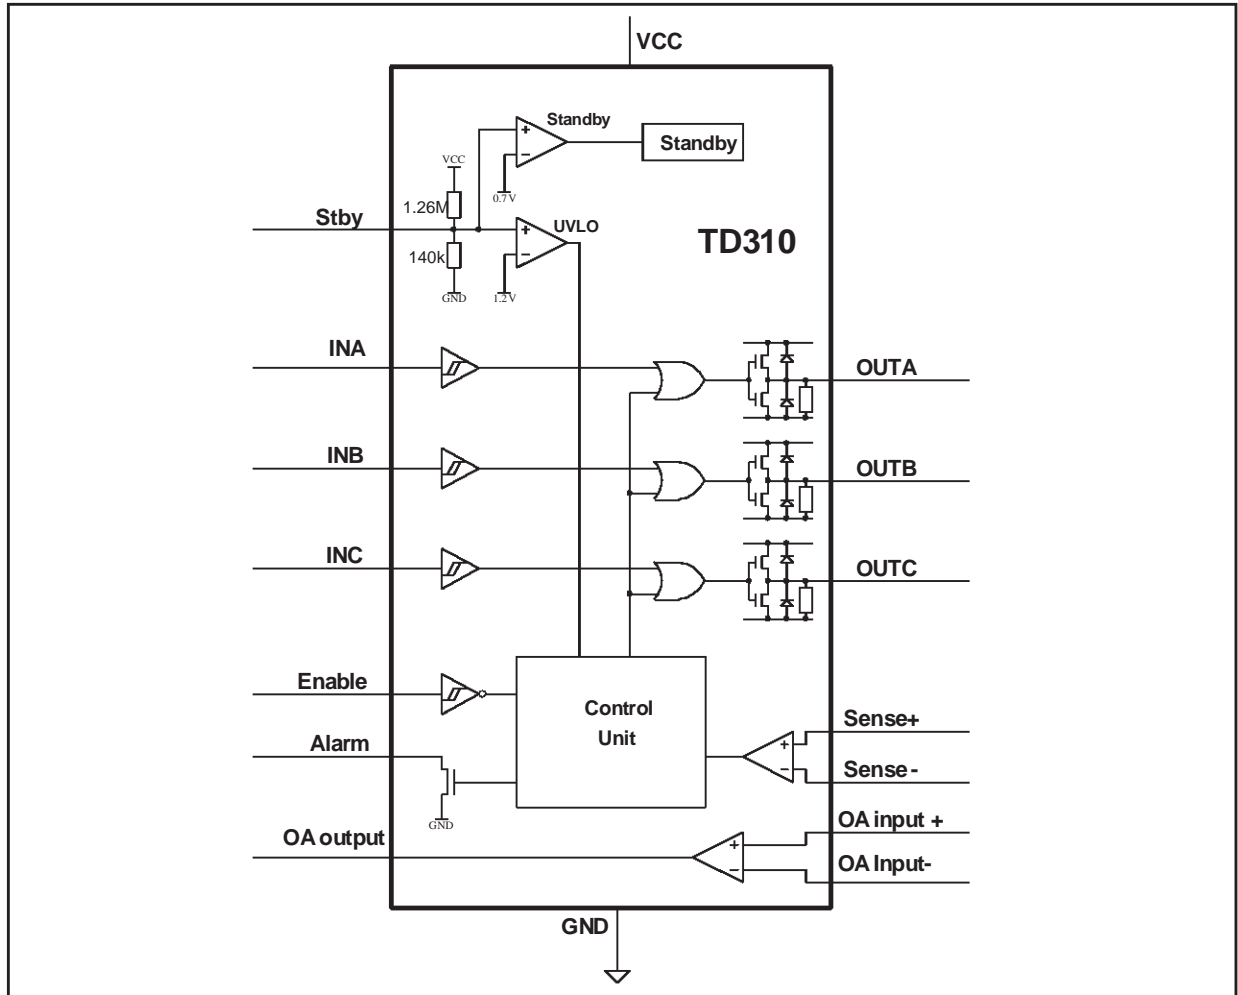 VCC
Standby
Standby
VCC
0.7V
1.26M
Stby
UVLO
TD310
140k
GND
1.2V
INA
OUTA
INB
OUTB
INC
OUTC
Enable
Control
Unit
Sense+
Alarm
Sense -
GND
OA input +
OA output
OA Input-
GND